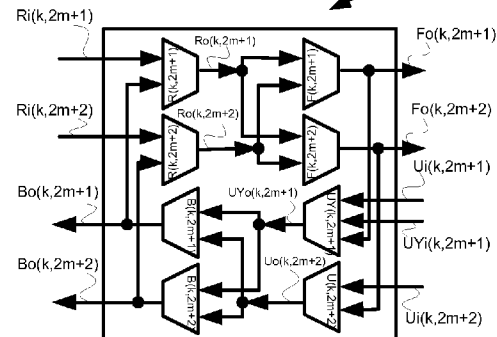 Ri(k,2m+1)
Ro(k,2m+1)
Fo(k,2m+1)
R(k,2m+1)
F(k,2m+1)
Ri(k,2m+2)
Ro(k,2m+2)
Fo(k,2m+2)
R(k,2m+2)
F(k,2m+2)
Ui(k,2m+1)
Bo(k,2m+1)
UYo(k,2m+1)
B(k,2m+1)
UY(k,2m+1)
UYi(k,2m+1)
Bo(k,2m+2)
Uo(k,2m+2)
B(k,2m+2)
U(k,2m+2)
Ui(k,2m+2)